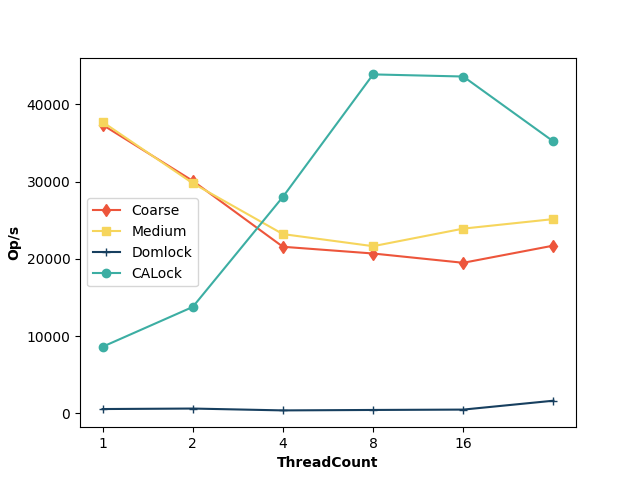 40000
30000
20000
10000
0
Op/s
Coarse
Medium
Domlock
CALock
1 2 4 8 16
ThreadCount